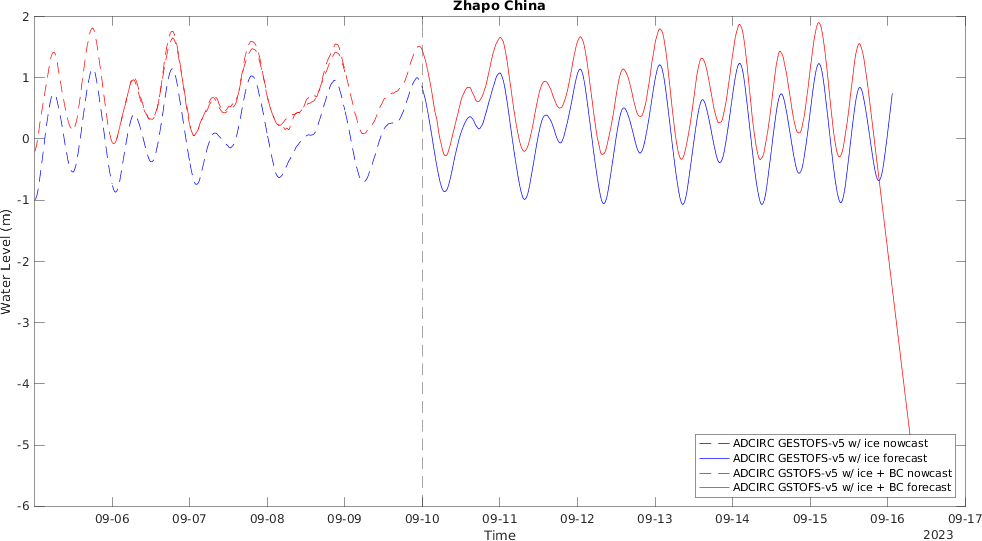 Zhapo China
2
1
0
-1
-2
-3
-4
-5
-6
Water Level (m)
ADCIRC GESTOFS-v5 w/ ice nowcast
ADCIRC GESTOFS-v5 w/ ice forecast
ADCIRC GSTOFS-v5 w/ ice + BC nowcast
ADCIRC GSTOFS-v5 w/ ice + BC forecast
09-06 09-07 09-08 09-09 09-10 09-11 09-12 09-13 09-14 09-15 09-16 09-17
Time
2023